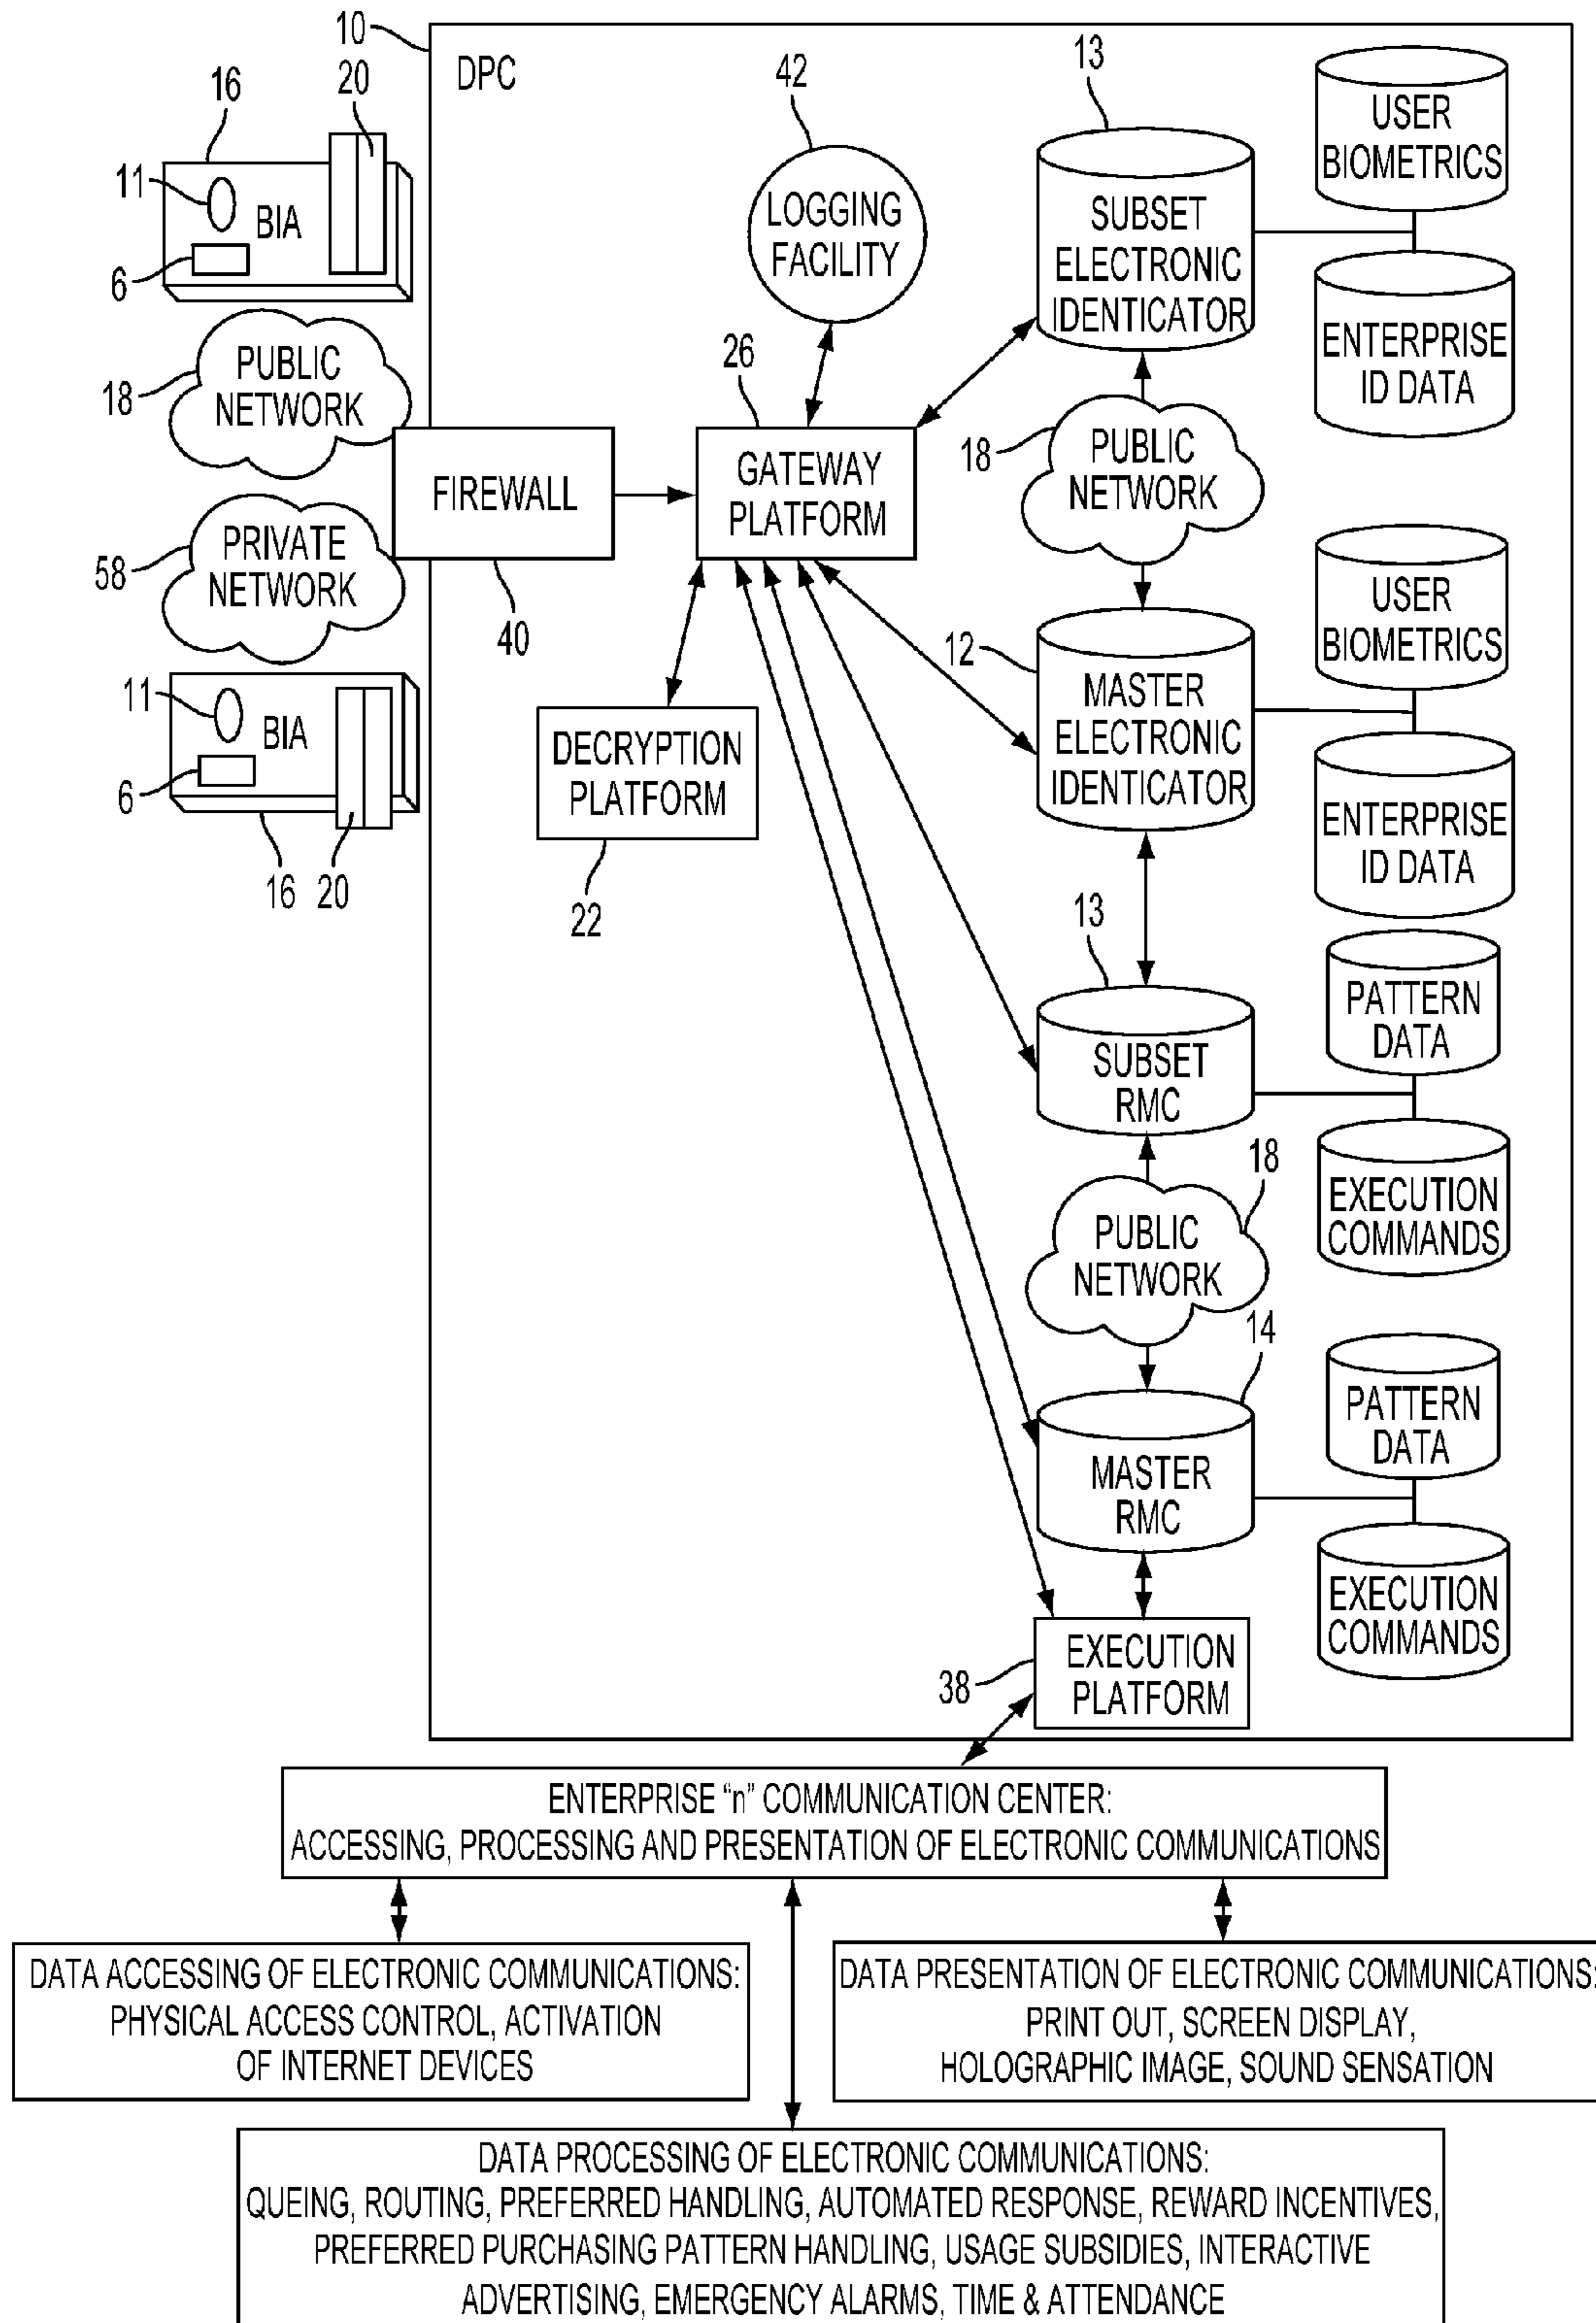 10
DPC
16
20
11
BIA
6
PUBLIC
NETWORK
18
PRIVATE
NETWORK
58
11
BIA
6
16
20
FIREWALL
40
42
LOGGING
FACILITY
26
GATEWAY
PLATFORM
DECRYPTION
PLATFORM
22
13
SUBSET
ELECTRONIC
IDENTICATOR
USER
BIOMETRICS
ENTERPRISE
ID DATA
18
PUBLIC
NETWORK
12
MASTER
ELECTRONIC
IDENTICATOR
USER
BIOMETRICS
ENTERPRISE
ID DATA
13
SUBSET
RMC
PATTERN
DATA
EXECUTION
COMMANDS
18
PUBLIC
NETWORK
14
MASTER
RMC
PATTERN
DATA
EXECUTION
COMMANDS
38
EXECUTION
PLATFORM
ENTERPRISE “n” COMMUNICATION CENTER:
ACCESSING, PROCESSING AND PRESENTATION OF ELECTRONIC COMMUNICATIONS
DATA ACCESSING OF ELECTRONIC COMMUNICATIONS:
PHYSICAL ACCESS CONTROL, ACTIVATION
OF INTERNET DEVICES
DATA PRESENTATION OF ELECTRONIC COMMUNICATIONS:
PRINT OUT, SCREEN DISPLAY,
HOLOGRAPHIC IMAGE, SOUND SENSATION
DATA PROCESSING OF ELECTRONIC COMMUNICATIONS:
QUEING, ROUTING, PREFERRED HANDLING, AUTOMATED RESPONSE, REWARD INCENTIVES,
PREFERRED PURCHASING PATTERN HANDLING, USAGE SUBSIDIES, INTERACTIVE
ADVERTISING, EMERGENCY ALARMS, TIME & ATTENDANCE